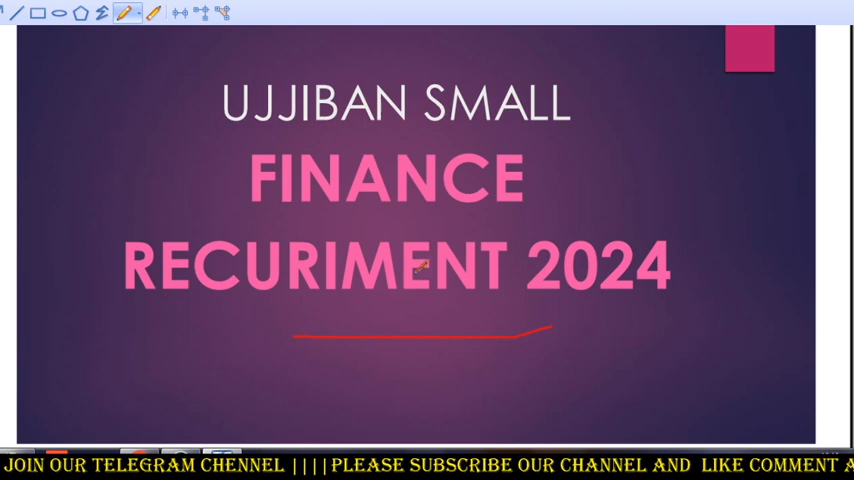 UJJIBAN SMALL
FINANCE
RECURIMENT 2024
JOIN OUR TELEGRAM CHENNEL ||||PLEASE SUBSCRIBE OUR CHANNEL AND LIKE COMMENT A